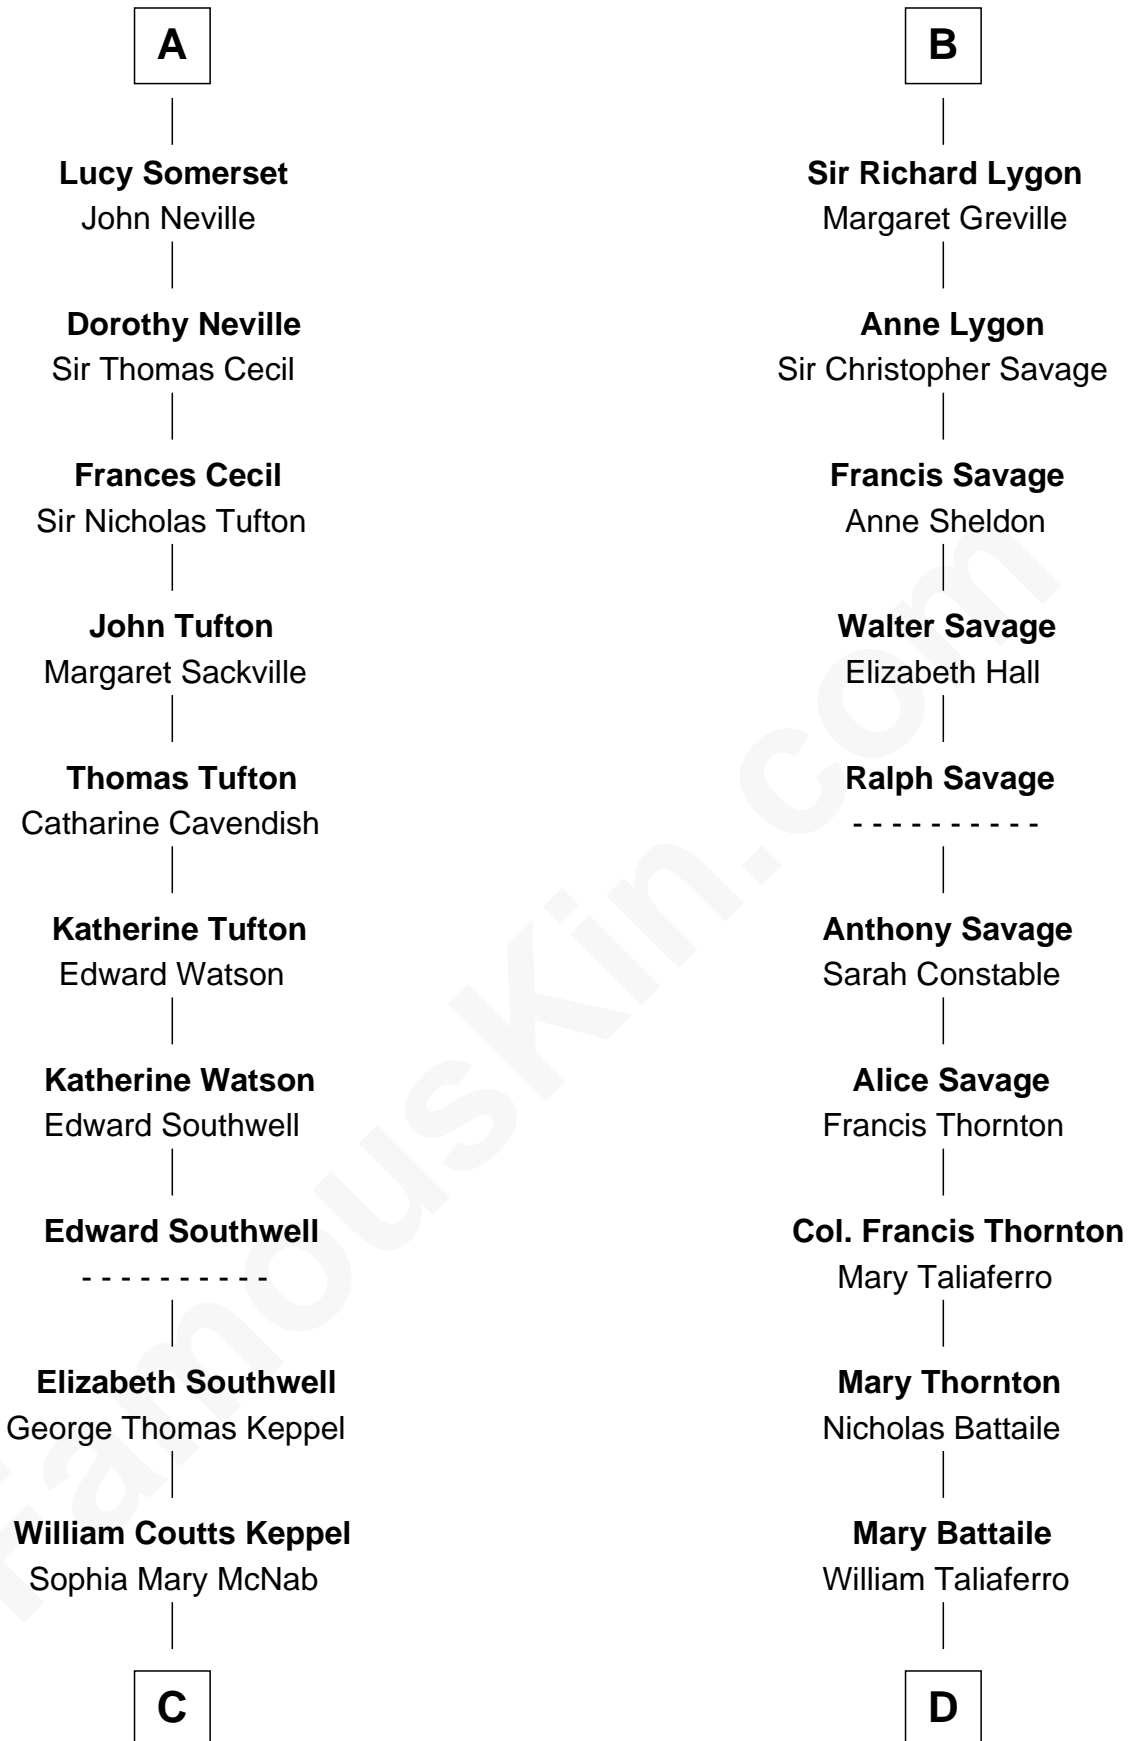 A
Lucy Somerset
John Neville
Dorothy Neville
Sir Thomas Cecil
Frances Cecil
Sir Nicholas Tufton
John Tufton
Margaret Sackville
Thomas Tufton
Catharine Cavendish
Katherine Tufton
Edward Watson
Katherine Watson
Edward Southwell
Edward Southwell
- - - - - - - - - -
Elizabeth Southwell
George Thomas Keppel
William Coutts Keppel
Sophia Mary McNab
C
B
Sir Richard Lygon
Margaret Greville
Anne Lygon
Sir Christopher Savage
Francis Savage
Anne Sheldon
Walter Savage
Elizabeth Hall
Ralph Savage
- - - - - - - - - -
Anthony Savage
Sarah Constable
Alice Savage
Francis Thornton
Col. Francis Thornton
Mary Taliaferro
Mary Thornton
Nicholas Battaile
Mary Battaile
William Taliaferro
D
FamousKin.com